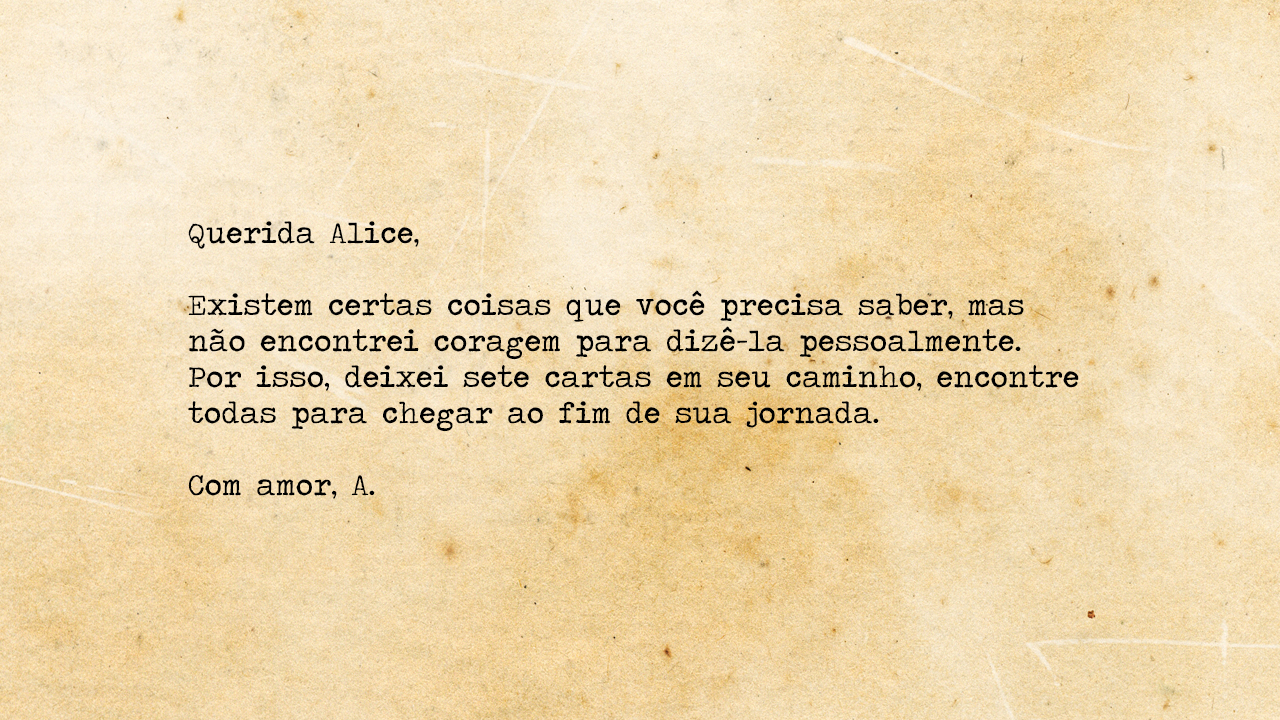 Querida Alice,
Existem certas coisas que você precisa saber, mas
não encontrei coragem para dizê-la pessoalmente.
Por isso, deixei sete cartas em seu caminho, encontre
todas para chegar ao fim de sua jornada.
Com amor, A.